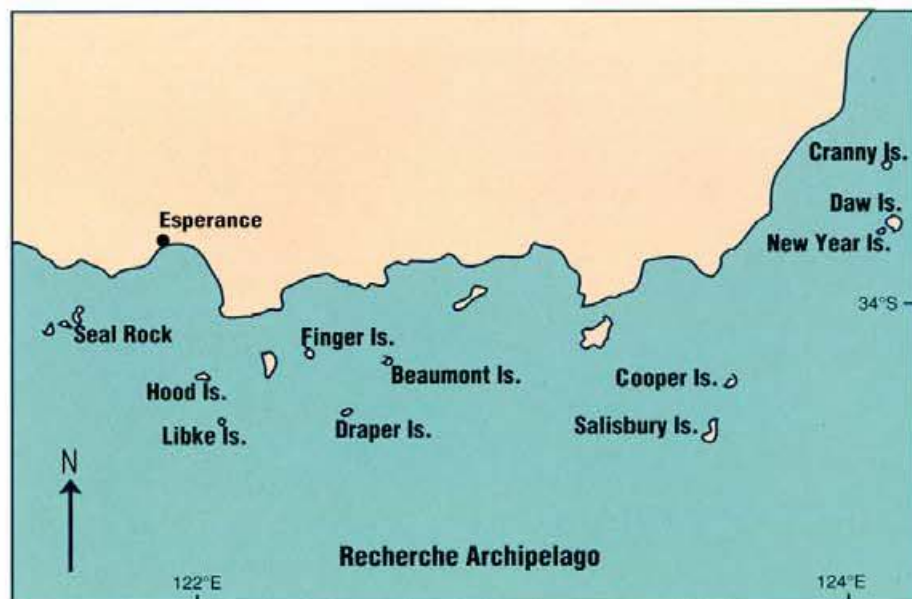 Cranny Is.
Daw Is.
Esperance
New Year Is.
34°S
Seal Rock
Finger Is.
Beaumont Is.
Cooper Is.
Hood Is.
Libke Is.
Draper Is.
Salisbury Is.
N
Recherche Archipelago
122°E
124°E